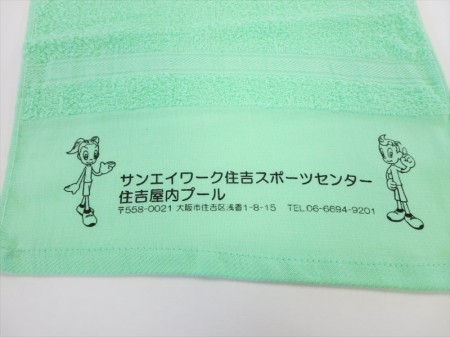 サンエイワーク住吉スポーツセンター
住吉屋内プール
〒558-0021 大阪市住吉区浅香1-8-15 TEL.06-6694-9201